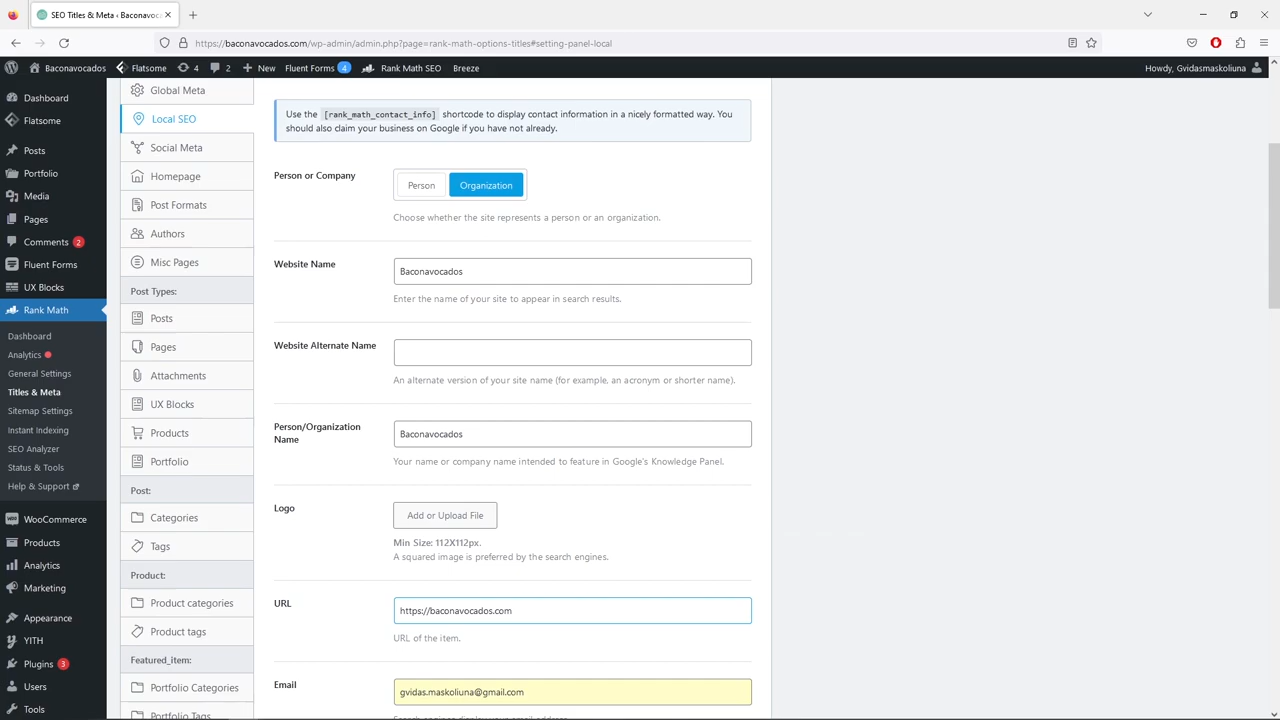 SEO Titles & Meta ‹ Baconavoc
https://baconavocados.com/wp-admin/admin.php?page=rank-math-options-titles#setting-panel-local
Baconavocados
Flatsome
4
2
New
Fluent Forms 4
Rank Math SEO
Breeze
Howdy, Gvidasmaskoliuna
Dashboard
Flatsome
Posts
Portfolio
Media
Pages
Comments 2
Fluent Forms
UX Blocks
Rank Math
Dashboard
Analytics
General Settings
Titles & Meta
Sitemap Settings
Instant Indexing
SEO Analyzer
Status & Tools
Help & Support
WooCommerce
Products
Analytics
Marketing
Appearance
YITH
Plugins 3
Users
Tools
Global Meta
Local SEO
Social Meta
Homepage
Post Formats
Authors
Misc Pages
Post Types:
Posts
Pages
Attachments
UX Blocks
Products
Portfolio
Post:
Categories
Tags
Product:
Product categories
Product tags
Featured_item:
Portfolio Categories
Portfolio Tags
Use the [rank_math_contact_info] shortcode to display contact information in a nicely formatted way. You
should also claim your business on Google if you have not already.
Person or Company
Person
Organization
Choose whether the site represents a person or an organization.
Website Name
Baconavocados
Enter the name of your site to appear in search results.
Website Alternate Name
An alternate version of your site name (for example, an acronym or shorter name).
Person/Organization
Name
Baconavocados
Your name or company name intended to feature in Google's Knowledge Panel.
Logo
Add or Upload File
Min Size: 112X112px.
A squared image is preferred by the search engines.
URL
https://baconavocados.com
URL of the item.
Email
gvidas.maskoliuna@gmail.com
Search engines display your email address.